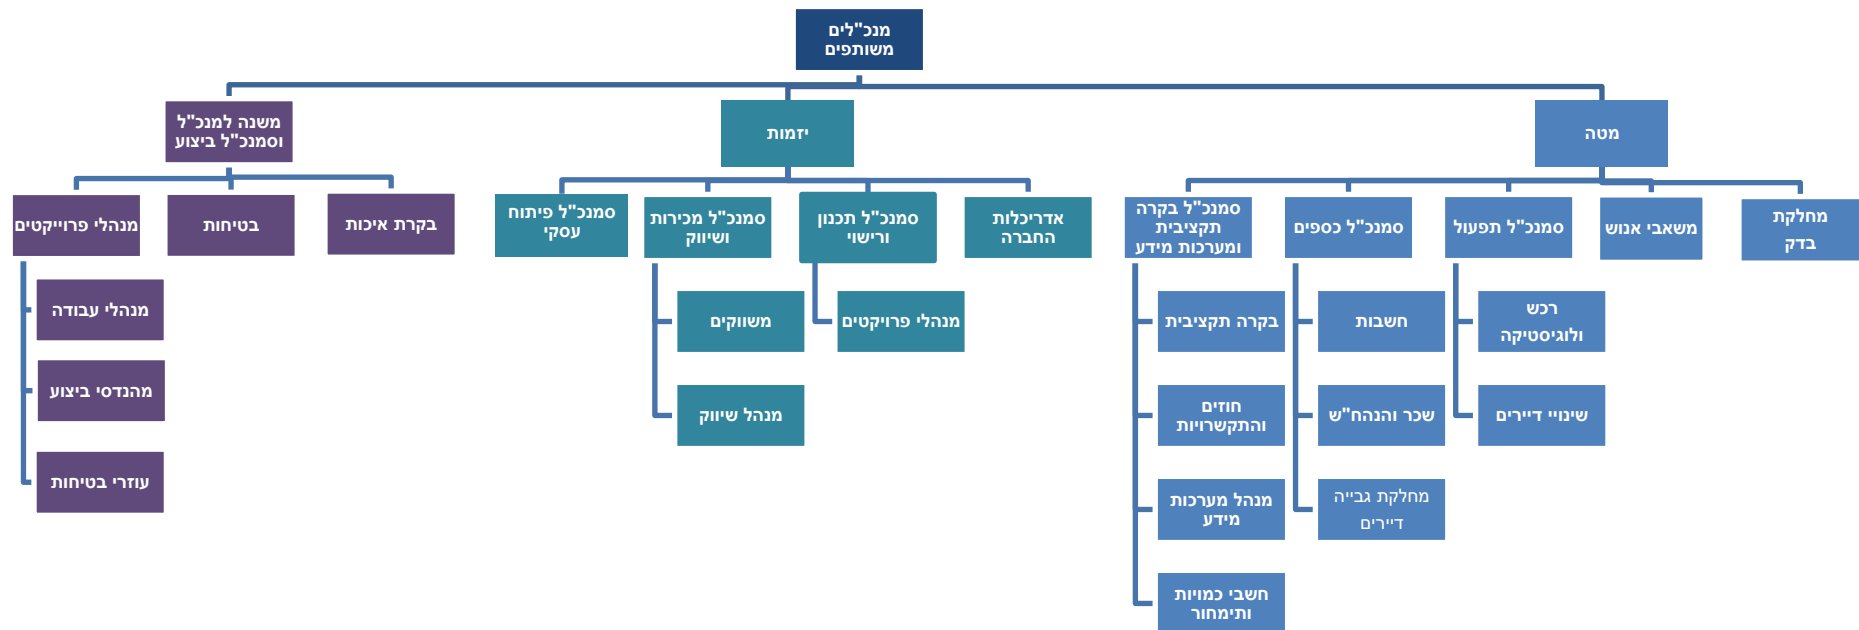 מנכ"לים
משותפים
מטה
יזמות
משנה למנכ"ל
וסמנכ"ל ביצוע
מחלקת
בדק
משאבי אנוש
סמנכ"ל תפעול
סמנכ"ל כספים
סמנכ"ל בקרה
תקציבית
ומערכות מידע
אדריכלות
החברה
סמנכ"ל תכנון
ורישוי
סמנכ"ל מכירות
ושיווק
סמנכ"ל פיתוח
עסקי
בקרת איכות
בטיחות
מנהלי פרוייקטים
רכש
ולוגיסטיקה
שינויי דיירים
חשבות
שכר והנהח"ש
מחלקת גבייה
דיירים
בקרה תקציבית
חוזים
והתקשרויות
מנהל מערכות
מידע
חשבי כמויות
ותימחור
מנהלי פרויקטים
משווקים
מנהל שיווק
מנהלי עבודה
מהנדסי ביצוע
עוזרי בטיחות